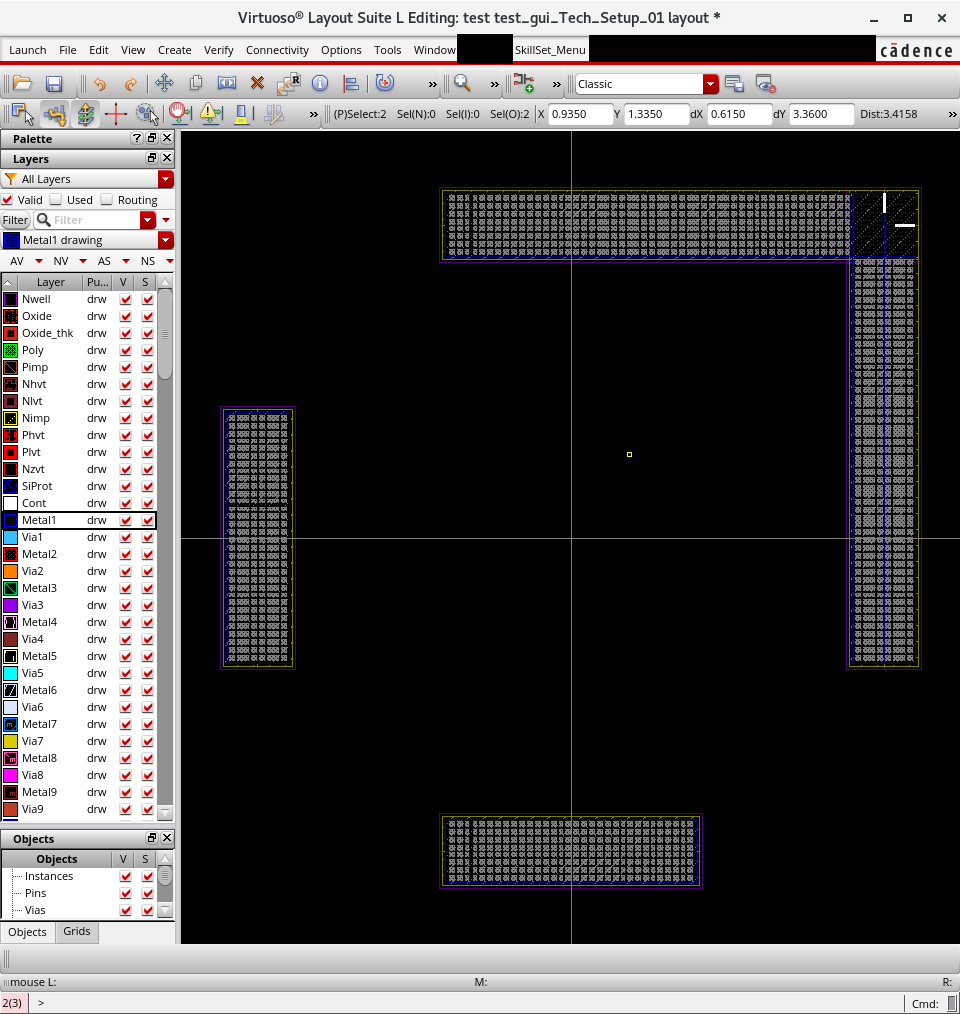 Virtuoso® Layout Suite L Editing: test test_gui_Tech_Setup_01 layout *
Launch File Edit View Create Verify Connectivity Options Tools Window SkillSet_Menu cādence
» » » Classic
» (P)Select:2 Sel(N):0 Sel(I):0 Sel(O):2 X 0.9350 Y 1.3350 dX 0.6150 dY 3.3600 Dist:3.4158 »
Palette
Layers
All Layers
Valid Used Routing
Filter Filter
Metal1 drawing
AV NV AS NS
Layer Pu... V S
Nwell drw
Oxide drw
Oxide_thk drw
Poly drw
Pimp drw
Nhvt drw
Nlvt drw
Nimp drw
Phvt drw
Plvt drw
Nzvt drw
SiProt drw
Cont drw
Metal1 drw
Via1 drw
Metal2 drw
Via2 drw
Metal3 drw
Via3 drw
Metal4 drw
Via4 drw
Metal5 drw
Via5 drw
Metal6 drw
Via6 drw
Metal7 drw
Via7 drw
Metal8 drw
Via8 drw
Metal9 drw
Via9 drw
Objects
Objects V S
Instances
Pins
Vias
Objects Grids
mouse L: M: R:
2(3) > Cmd: